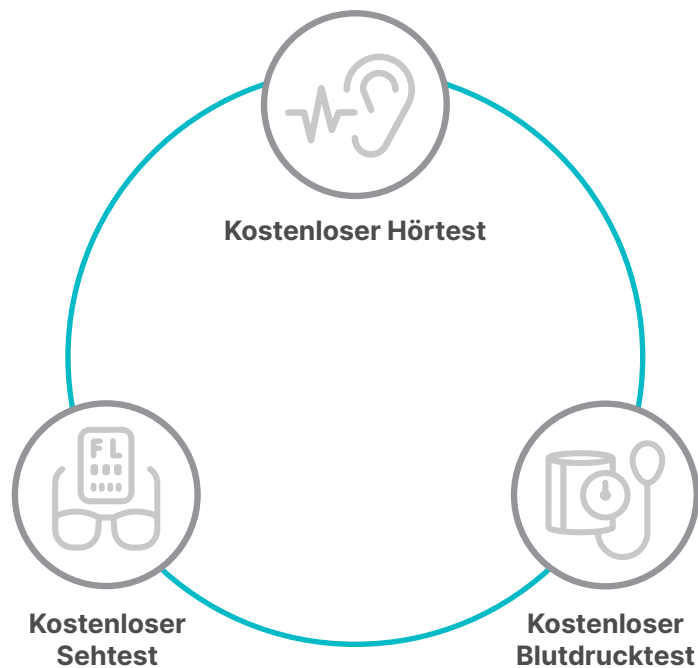 Kostenloser Hörtest
FL
Kostenloser
Sehtest
Kostenloser
Blutdrucktest